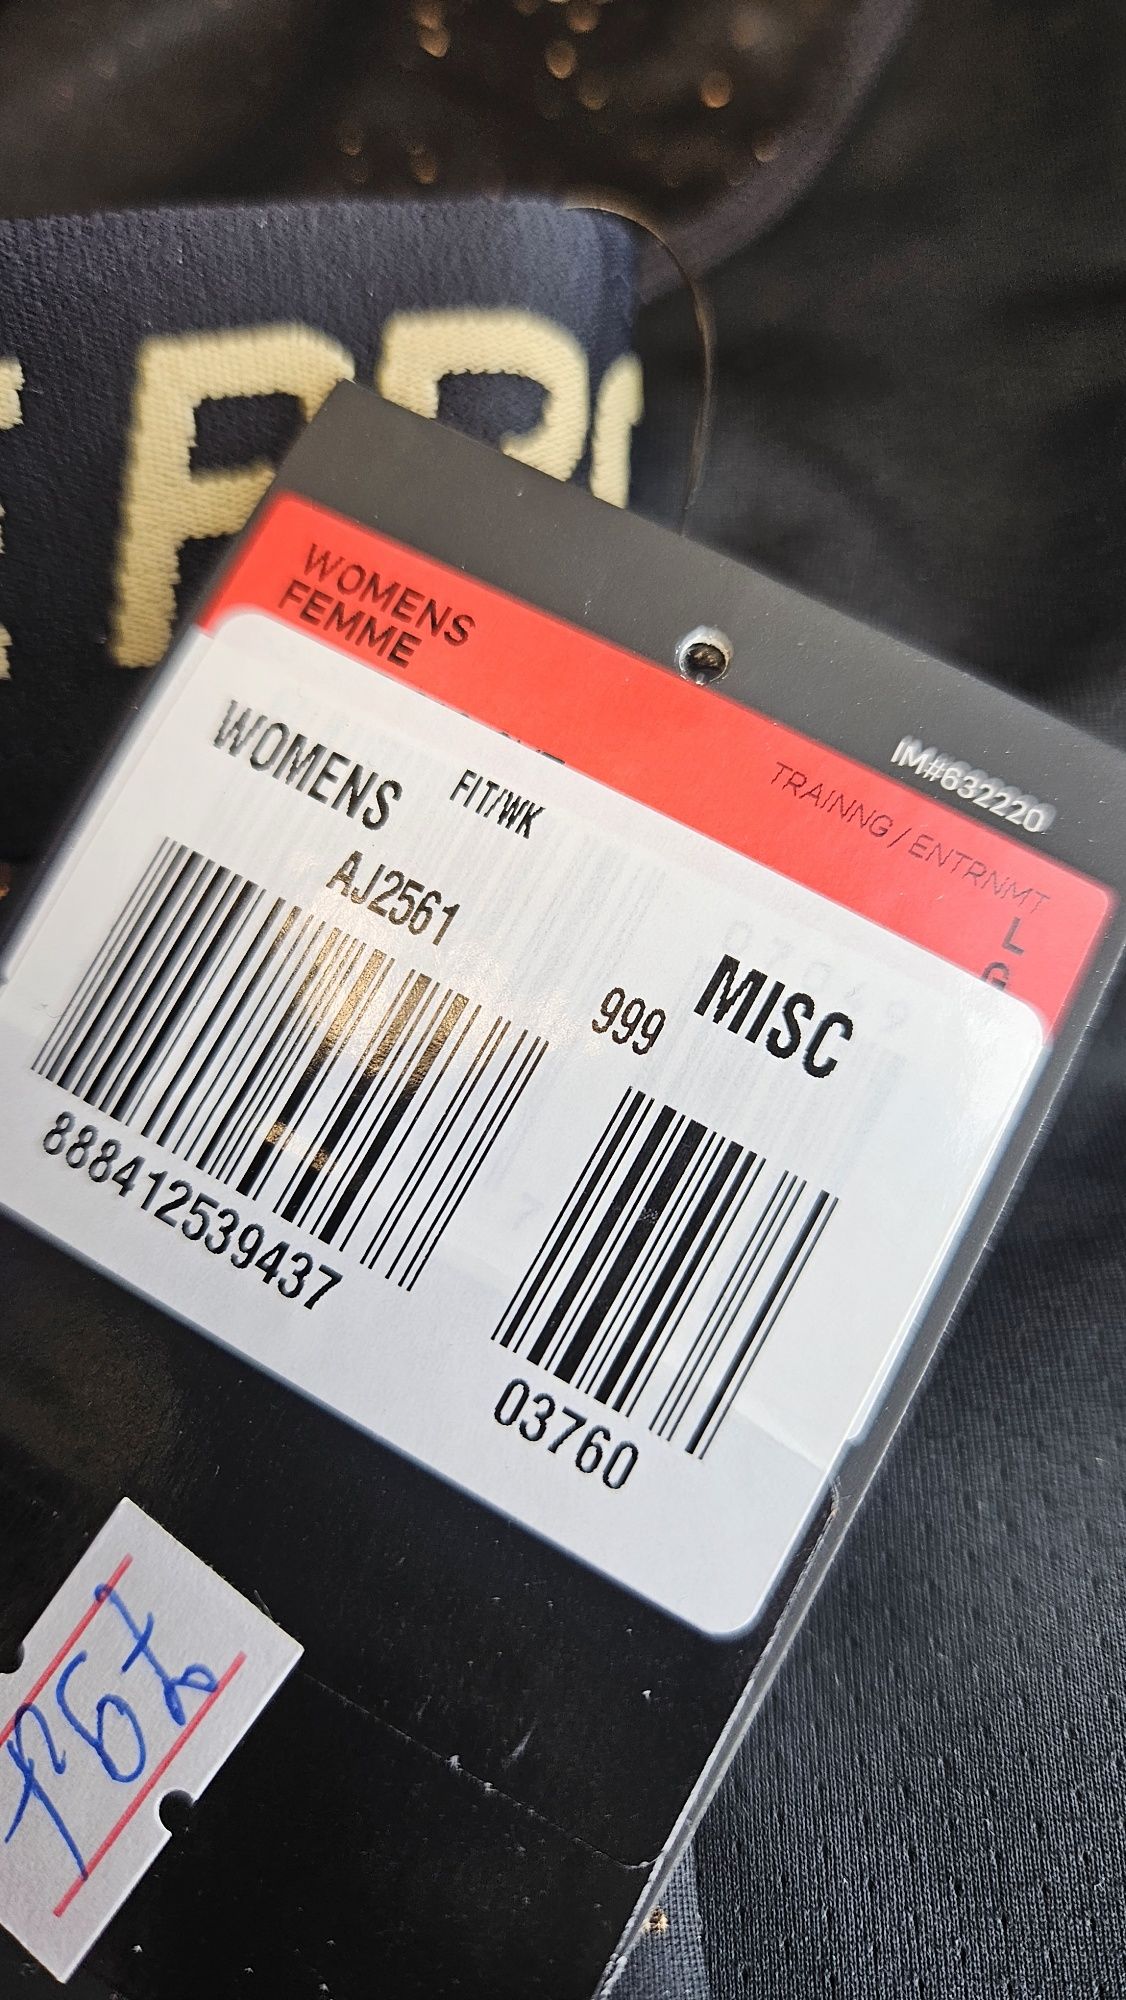 WOMENS
FEMME
IM#632220
TRAINNG / ENTRNMT
L
G
WOMENS
FIT/WK
AJ2561
999
MISC
888412539437
03760